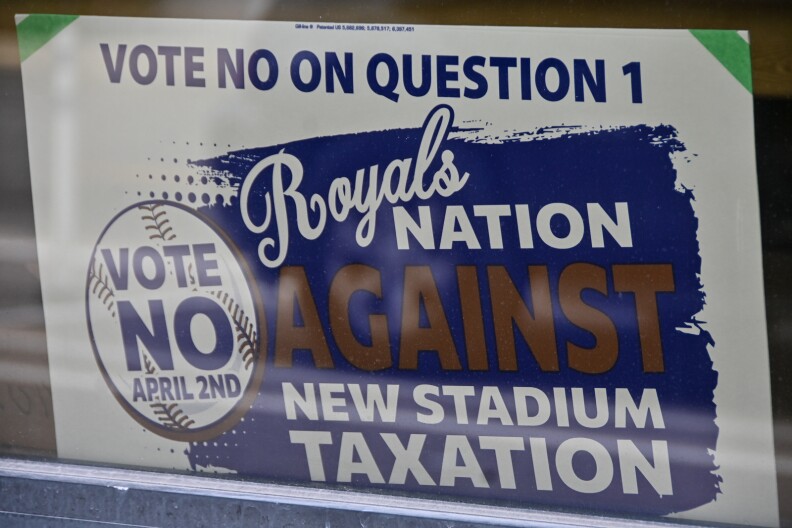 VOTE NO ON QUESTION 1
Royals
NATION
AGAINST
NEW STADIUM
TAXATION
VOTE
NO
APRIL 2ND